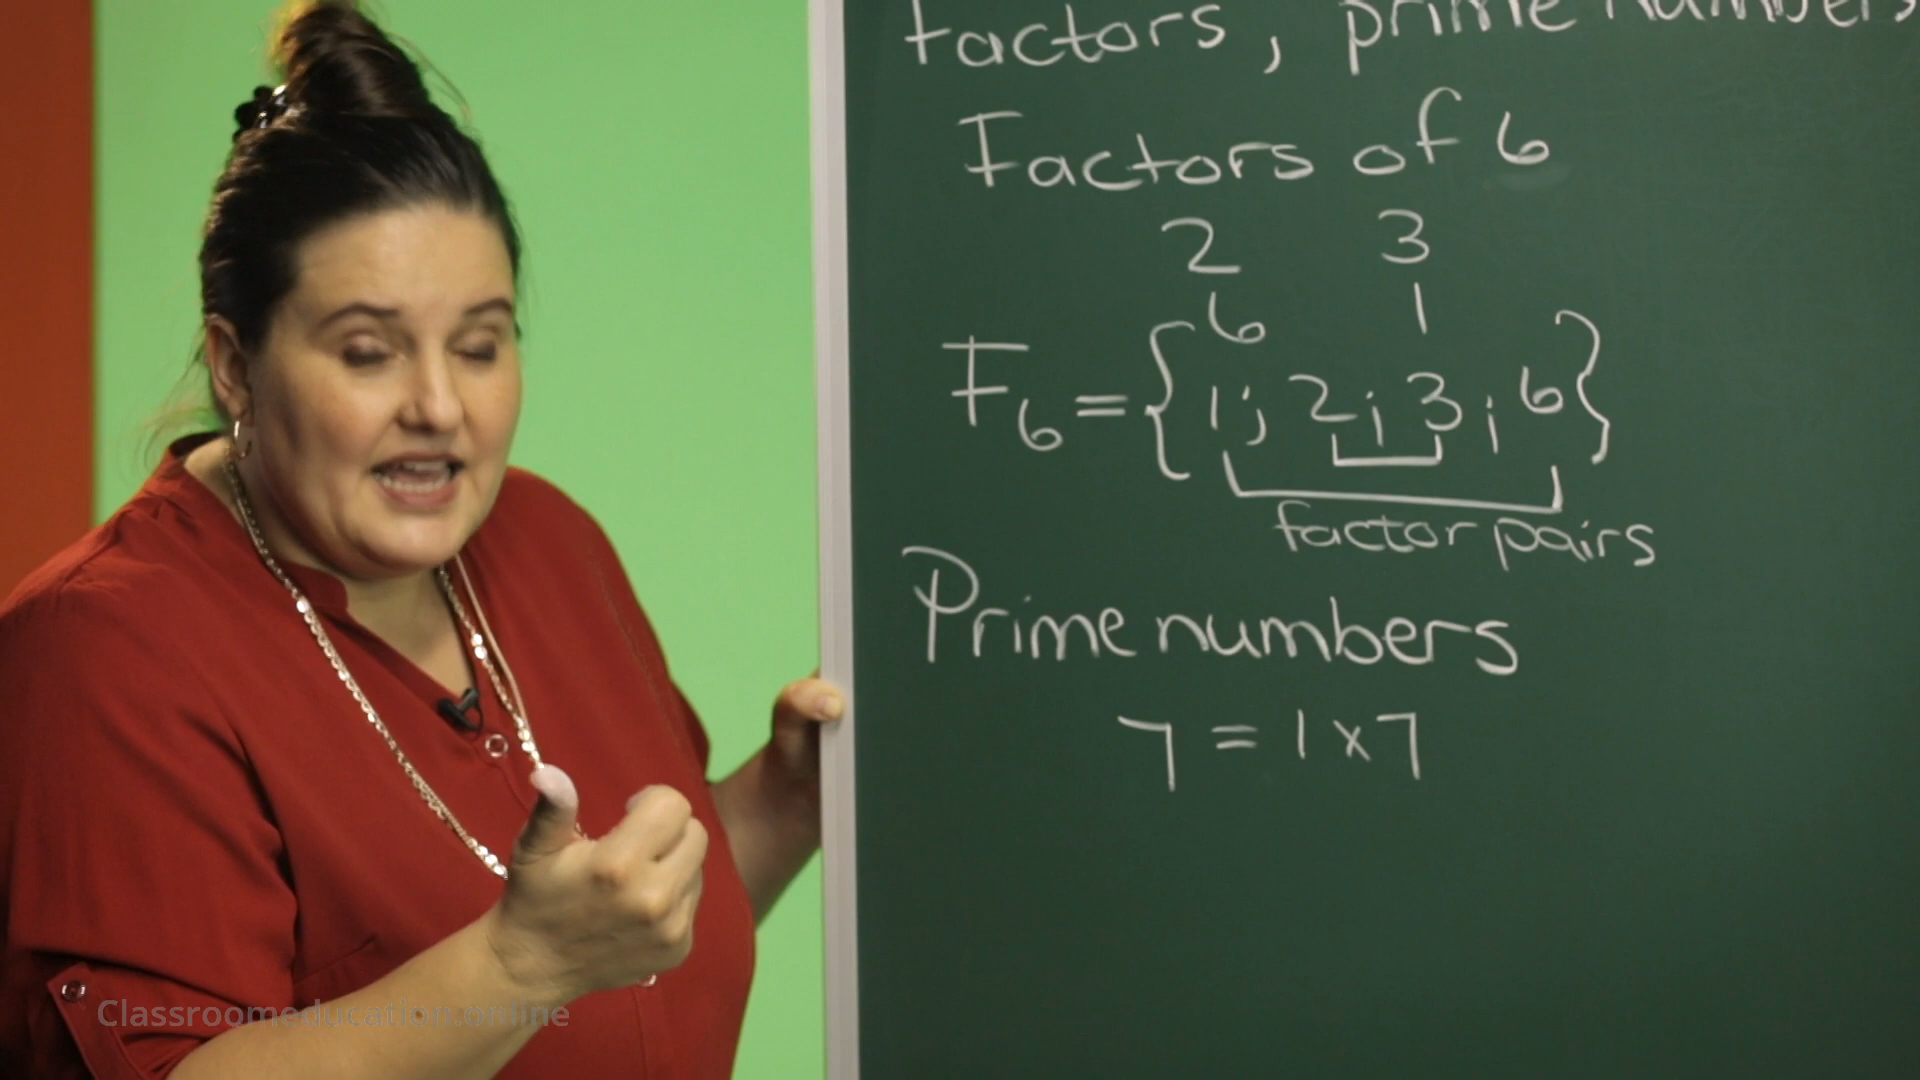 Factors, prime numbers
Factors of 6
2 3
6 1
F6 = {1; 2; 3; 6}
factor pairs
Prime numbers
7 = 1 x 7
Classroomeducation.online